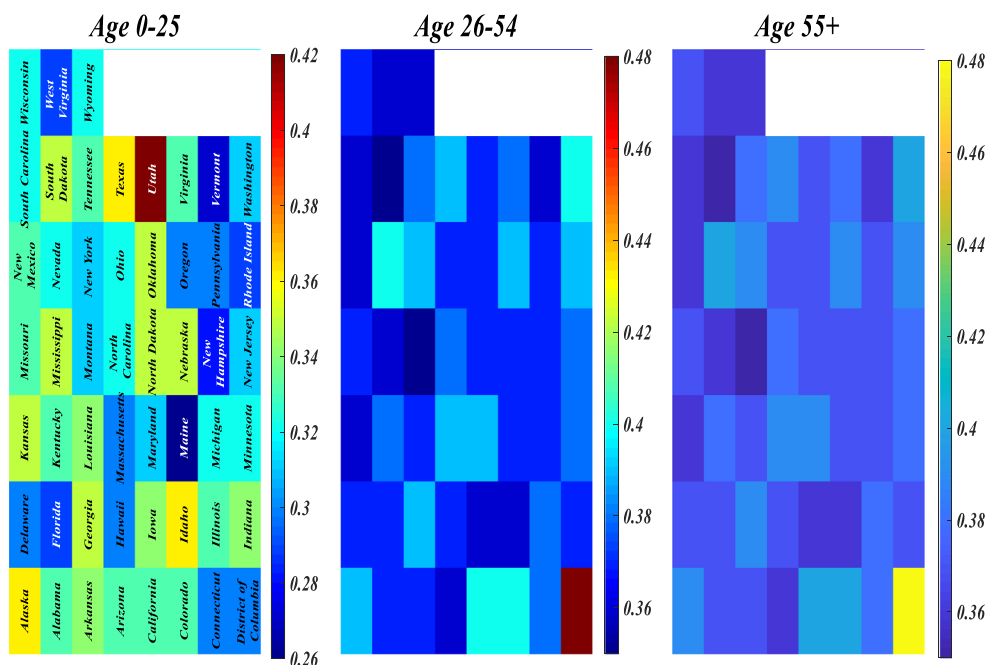 Age 0-25
Age 26-54
Age 55+
Wisconsin
West
Virginia
Wyoming
South Carolina
South
Dakota
Tennessee
Texas
Utah
Virginia
Vermont
Washington
New
Mexico
Nevada
New York
Ohio
Oklahoma
Oregon
Pennsylvania
Rhode Island
Missouri
Mississippi
Montana
North
Carolina
North Dakota
Nebraska
New
Hampshire
New Jersey
Kansas
Kentucky
Louisiana
Massachusetts
Maryland
Maine
Michigan
Minnesota
Delaware
Florida
Georgia
Hawaii
Iowa
Idaho
Illinois
Indiana
Alaska
Alabama
Arkansas
Arizona
California
Colorado
Connecticut
District of
Columbia
0.42
0.4
0.38
0.36
0.34
0.32
0.3
0.28
0.26
0.48
0.46
0.44
0.42
0.4
0.38
0.36
0.48
0.46
0.44
0.42
0.4
0.38
0.36